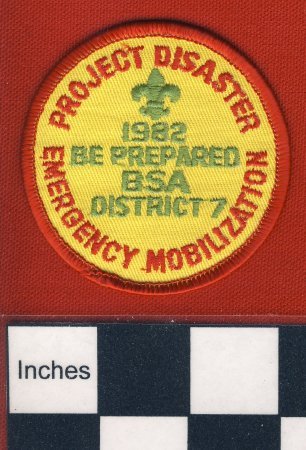 PROJECT DISASTER
1982
BE PREPARED
BSA
DISTRICT 7
EMERGENCY MOBILIZATION
Inches